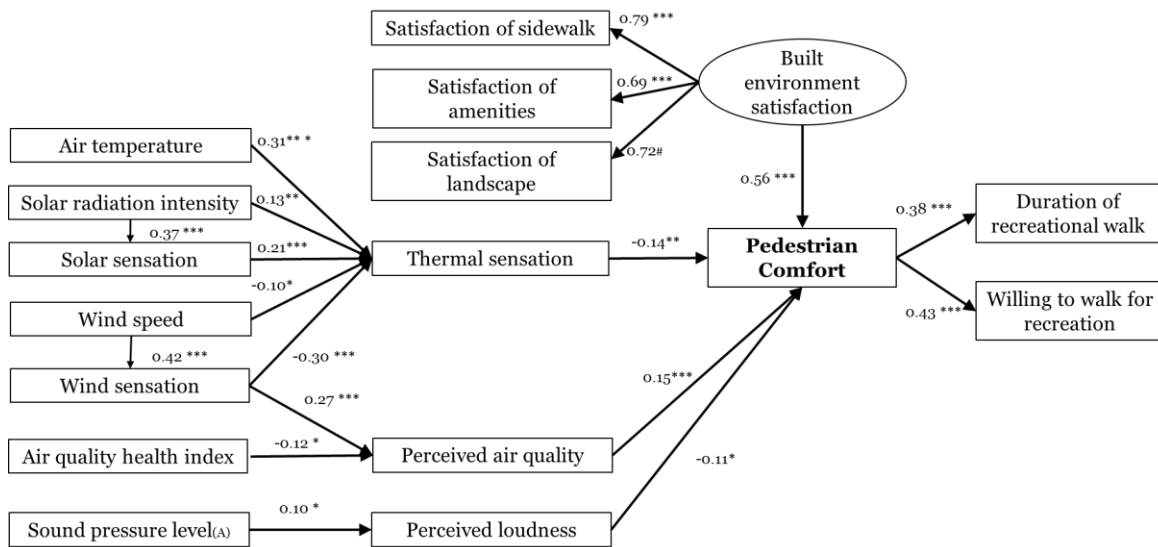 Satisfaction of sidewalk
0.79 ***
Built
environment
satisfaction
Satisfaction of
amenities
0.69 ***
Satisfaction of
landscape
0.72#
0.56 ***
Air temperature
0.31** *
Solar radiation intensity
0.13**
0.37 ***
Solar sensation
0.21***
Thermal sensation
-0.14**
Pedestrian
Comfort
0.38 ***
Duration of
recreational walk
-0.10*
Wind speed
0.42 ***
-0.30 ***
0.43 ***
Willing to walk for
recreation
Wind sensation
0.27 ***
0.15***
Air quality health index
-0.12 *
Perceived air quality
-0.11*
Sound pressure level(A)
0.10 *
Perceived loudness